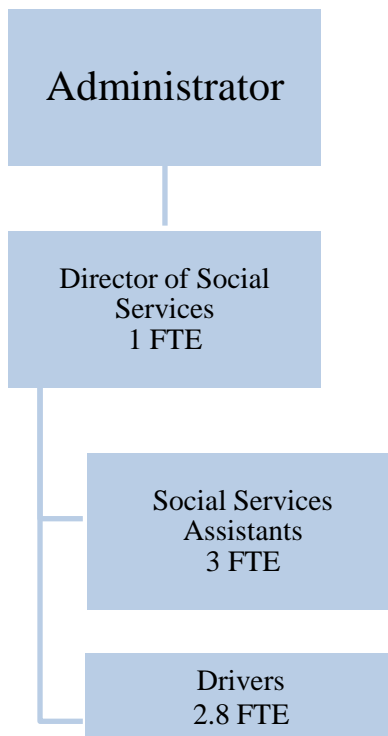 Administrator
Director of Social
Services
1 FTE
Social Services
Assistants
3 FTE
Drivers
2.8 FTE